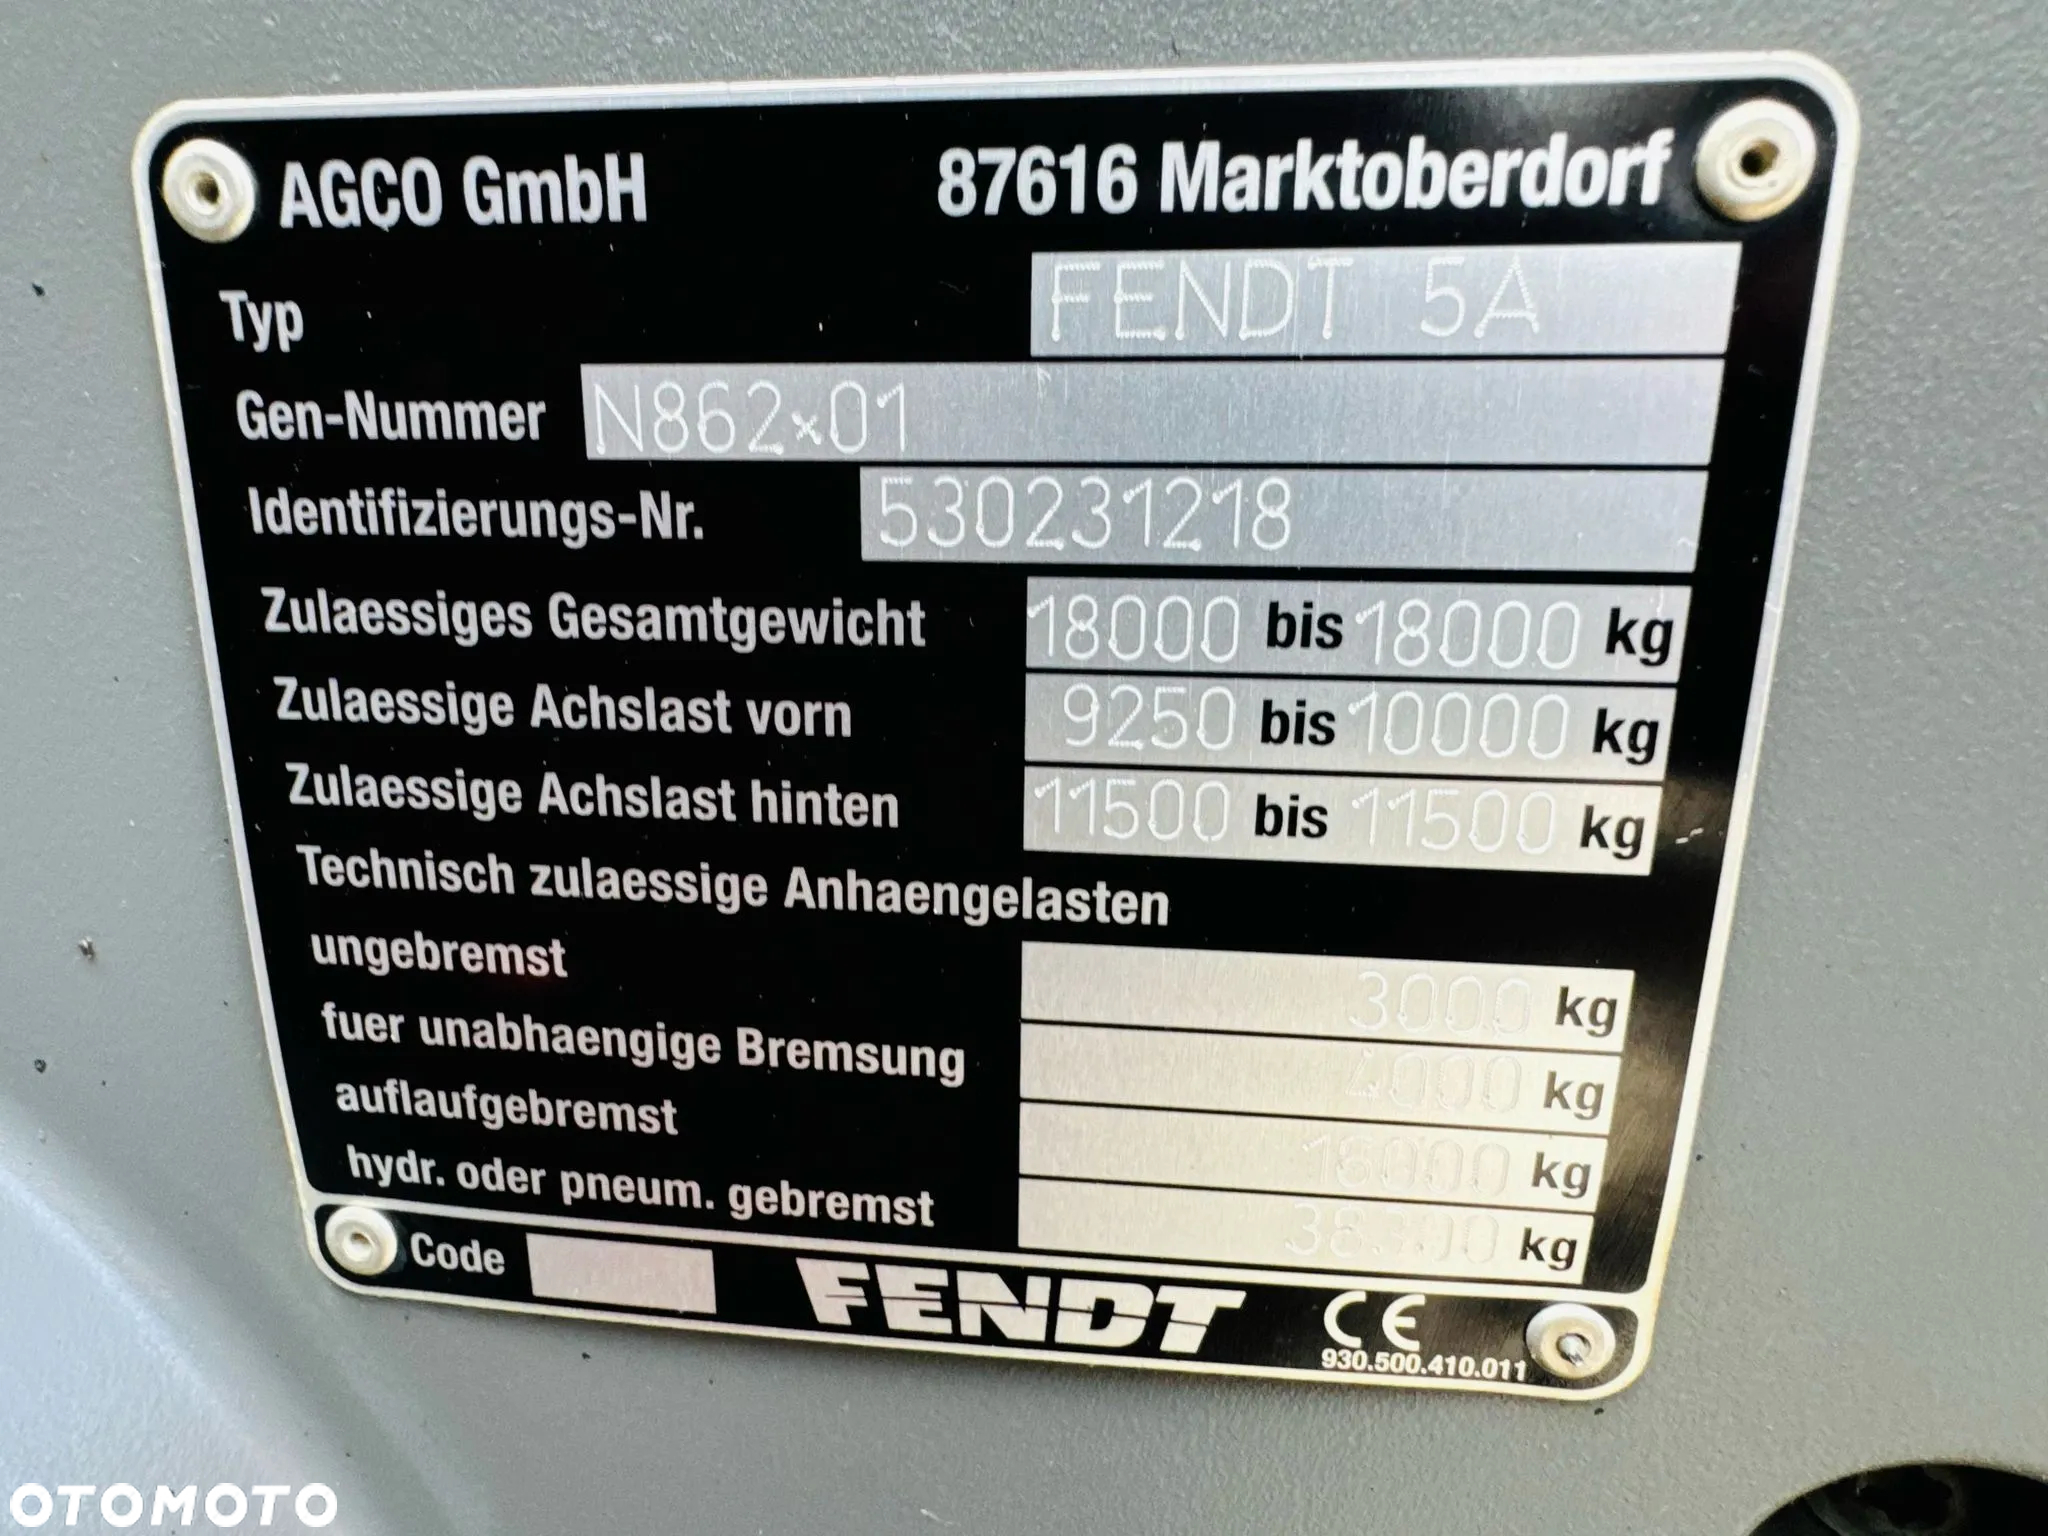 AGCO GmbH 87616 Marktoberdorf
Typ FENDT 5A
Gen-Nummer N862×01
Identifizierungs-Nr. 530231218
Zulaessiges Gesamtgewicht 18000 bis 18000 kg
Zulaessige Achslast vorn 9250 bis 10000 kg
Zulaessige Achslast hinten 11500 bis 11500 kg
Technisch zulaessige Anhaengelasten
ungebremst 3000 kg
fuer unabhaengige Bremsung 4000 kg
auflaufgebremst kg
hydr. oder pneum. gebremst kg
Code FENDT CE
930.500.410.011
OTOMOTO